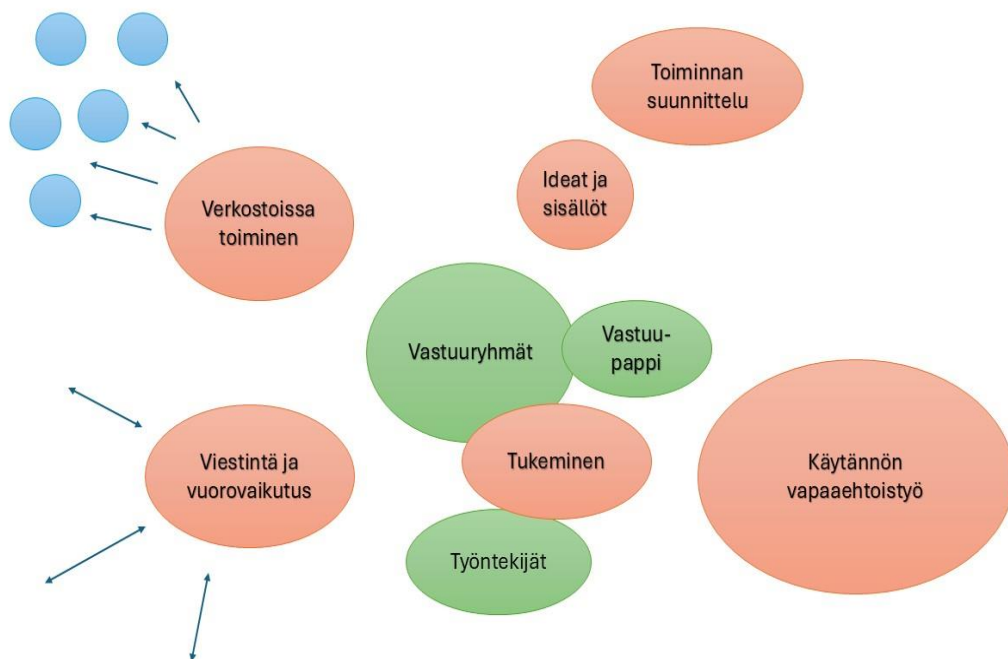 Toiminnan
suunnittelu
Ideat ja
sisällöt
Verkostoissa
toiminen
Vastuuryhmät
Vastuu-
pappi
Viestintä ja
vuorovaikutus
Tukeminen
Käytännön
vapaaehtoistyö
Työntekijät